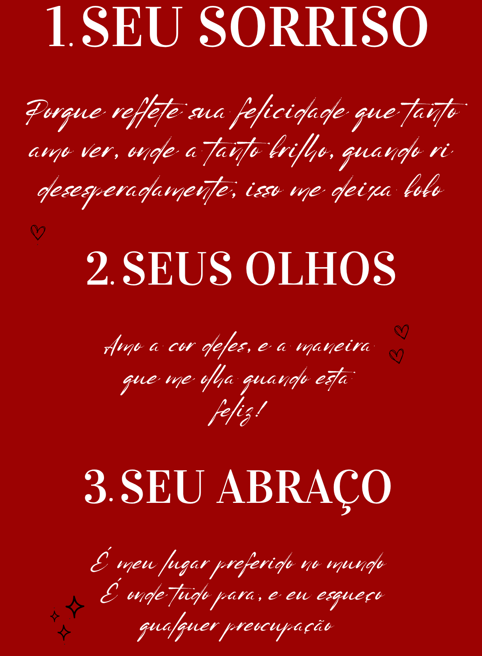 1. SEU SORRISO
Porque reflete sua felicidade que tanto
amo ver, onde a tanto brilho, quando ri
desesperadamente, isso me deixa bobo
2. SEUS OLHOS
Amo a cor deles, e a maneira
que me olha quando esta
feliz!
3. SEU ABRAÇO
É meu lugar preferido no mundo
É onde tudo para, e eu esqueço
qualquer preocupação